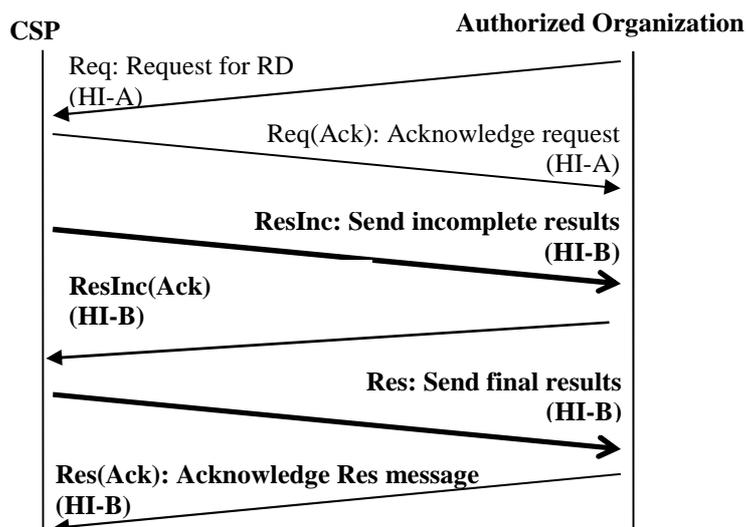 CSP
Authorized Organization
Req: Request for RD
(HI-A)
Req(Ack): Acknowledge request
(HI-A)
ResInc: Send incomplete results
(HI-B)
ResInc(Ack)
(HI-B)
Res: Send final results
(HI-B)
Res(Ack): Acknowledge Res message
(HI-B)